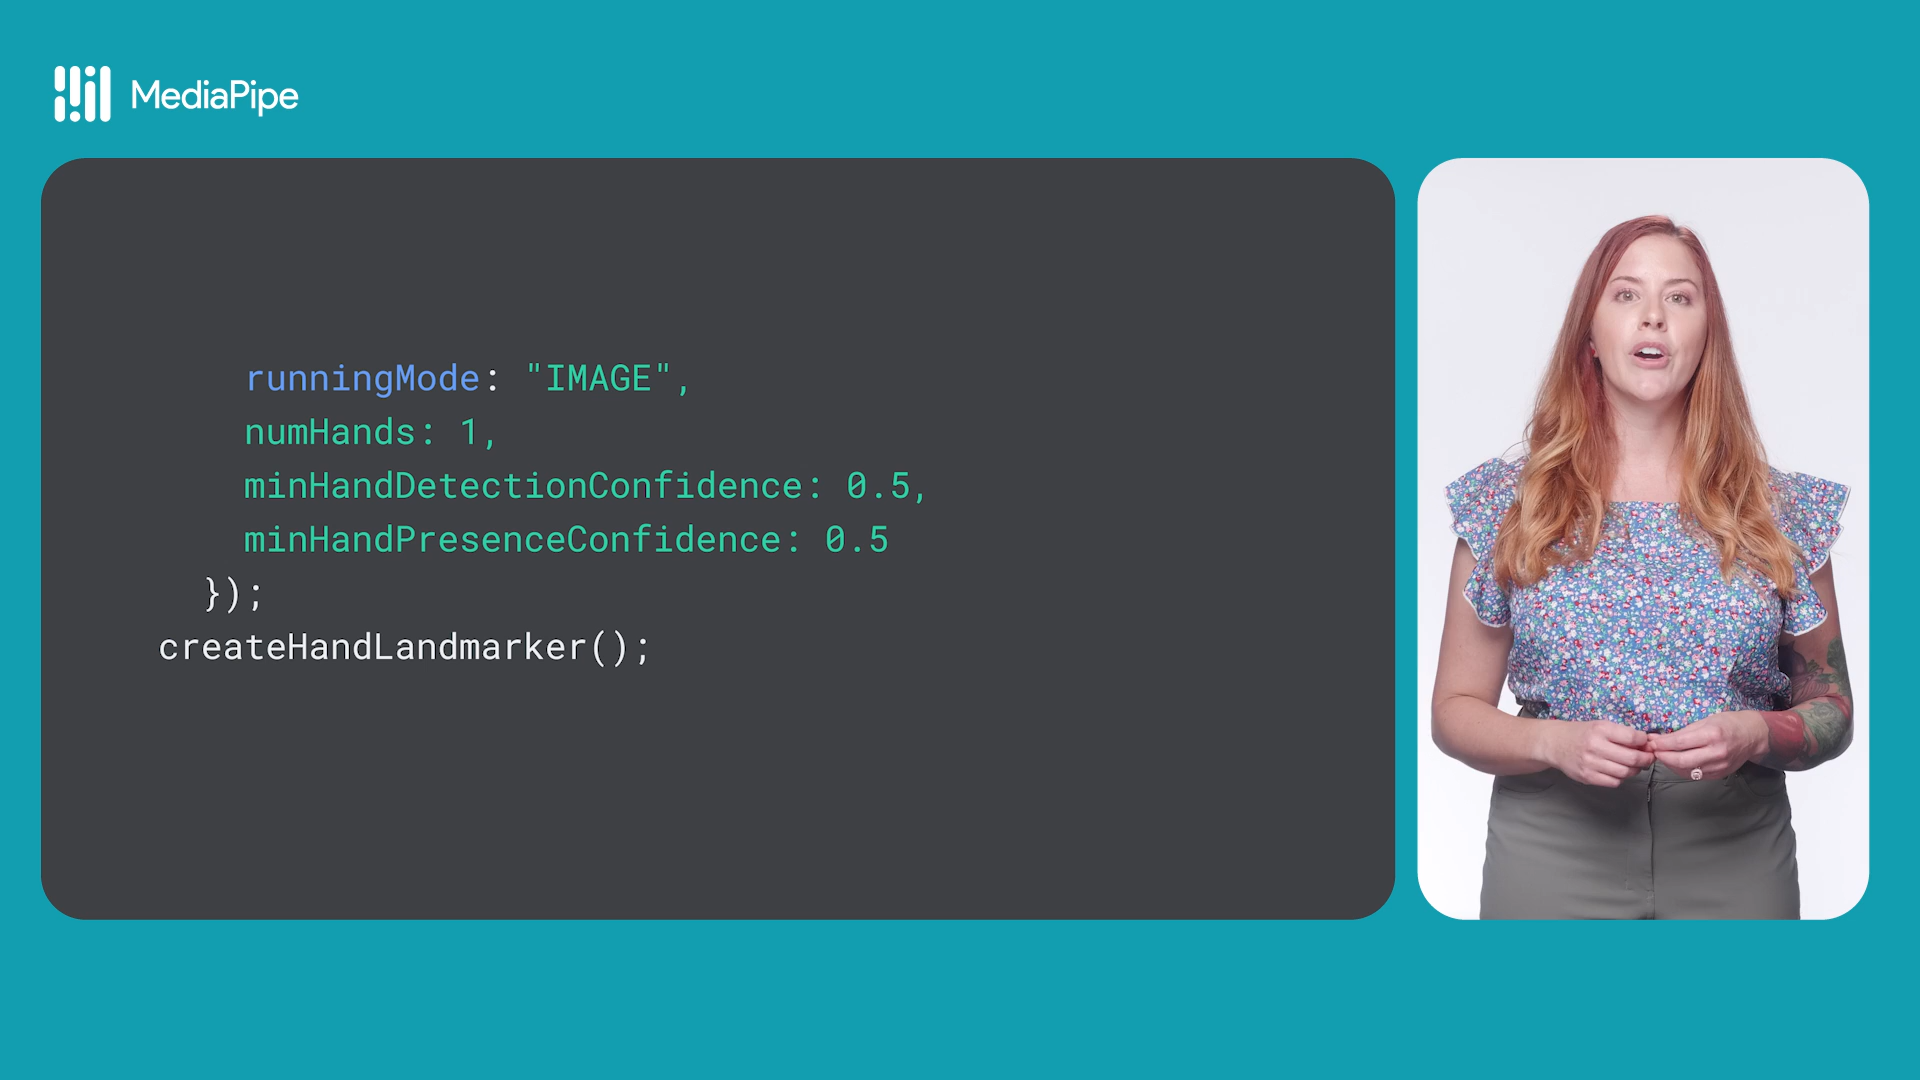 MediaPipe
runningMode: "IMAGE",
numHands: 1,
minHandDetectionConfidence: 0.5,
minHandPresenceConfidence: 0.5
});
createHandLandmarker();